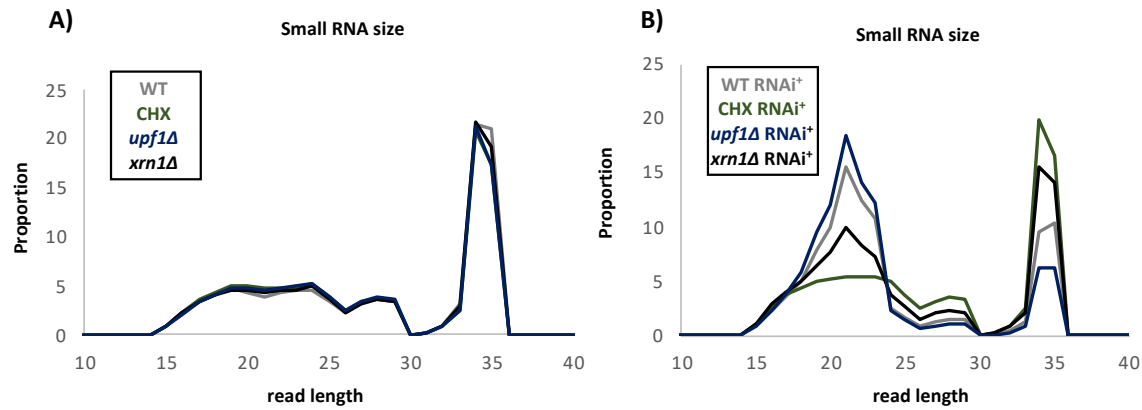 A)
Small RNA size
WT
CHX
upf1Δ
xrn1Δ
Proportion
25
20
15
10
5
0
10 15 20 25 30 35 40
read length
B)
Small RNA size
WT RNAi⁺
CHX RNAi⁺
upf1Δ RNAi⁺
xrn1Δ RNAi⁺
Proportion
25
20
15
10
5
0
10 15 20 25 30 35 40
read length